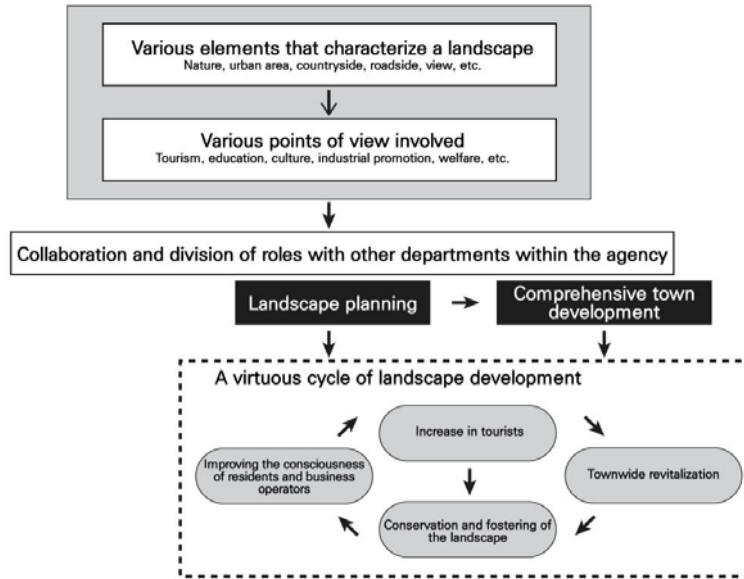 Various elements that characterize a landscape
Nature, urban area, countryside, roadside, view, etc.
Various points of view involved
Tourism, education, culture, industrial promotion, welfare, etc.
Collaboration and division of roles with other departments within the agency
Landscape planning
Comprehensive town
development
A virtuous cycle of landscape development
Increase in tourists
Improving the consciousness
of residents and business
operators
Townwide revitalization
Conservation and fostering of
the landscape